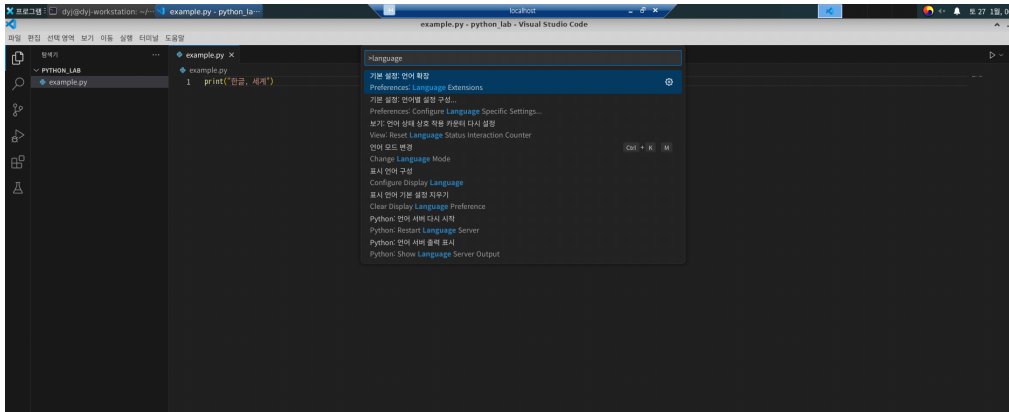 프로그램
dyj@dyj-workstation: ~/···
example.py - python_la···
localhost
토 27 1월, 0
example.py - python_lab - Visual Studio Code
파일 편집 선택 영역 보기 이동 실행 터미널 도움말
탐색기 ···
PYTHON_LAB
example.py
example.py
example.py
1 print("한글, 세계")
>language
기본 설정: 언어 확장
Preferences: Language Extensions
기본 설정: 언어별 설정 구성...
Preferences: Configure Language Specific Settings...
보기: 언어 상태 상호 작용 카운터 다시 설정
View: Reset Language Status Interaction Counter
언어 모드 변경 Ctrl + K M
Change Language Mode
표시 언어 구성
Configure Display Language
표시 언어 기본 설정 지우기
Clear Display Language Preference
Python: 언어 서버 다시 시작
Python: Restart Language Server
Python: 언어 서버 출력 표시
Python: Show Language Server Output